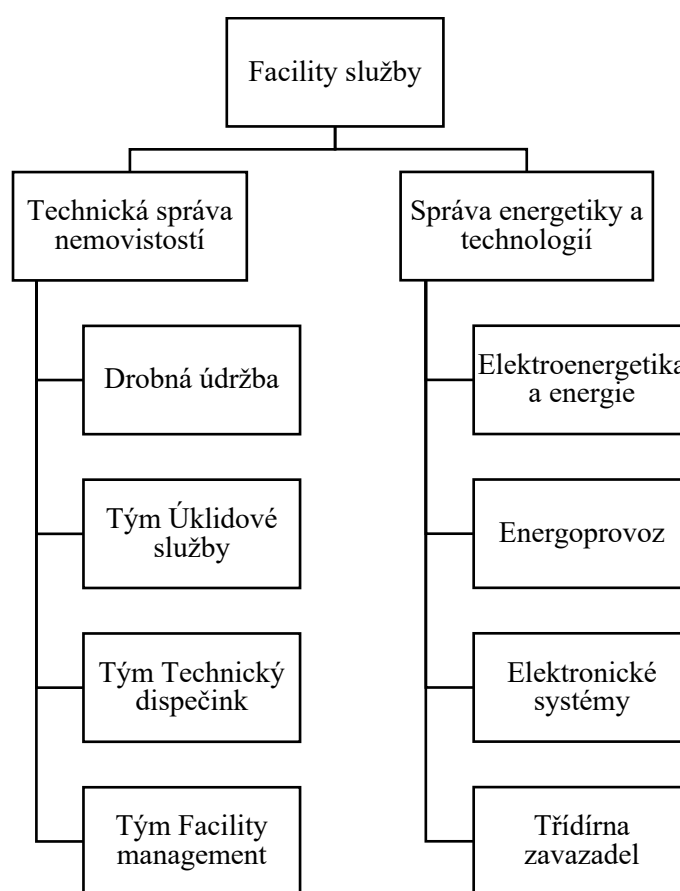 Facility služby
Technická správa
nemovistostí
Správa energetiky a
technologií
Drobná údržba
Elektroenergetika
a energie
Tým Úklidové
služby
Energoprovoz
Tým Technický
dispečink
Elektronické
systémy
Tým Facility
management
Třídírna
zavazadel